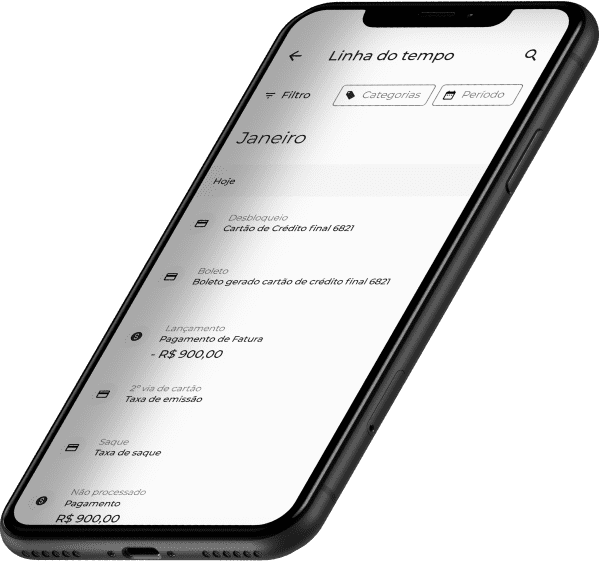 Linha do tempo
Filtro
Categorias
Período
Janeiro
Hoje
Desbloqueio
Cartão de Crédito final 6821
Boleto
Boleto gerado cartão de crédito final 6821
Lançamento
Pagamento de Fatura
- R$ 900,00
2º via de cartão
Taxa de emissão
Saque
Taxa de saque
Não processado
Pagamento
R$ 900,00